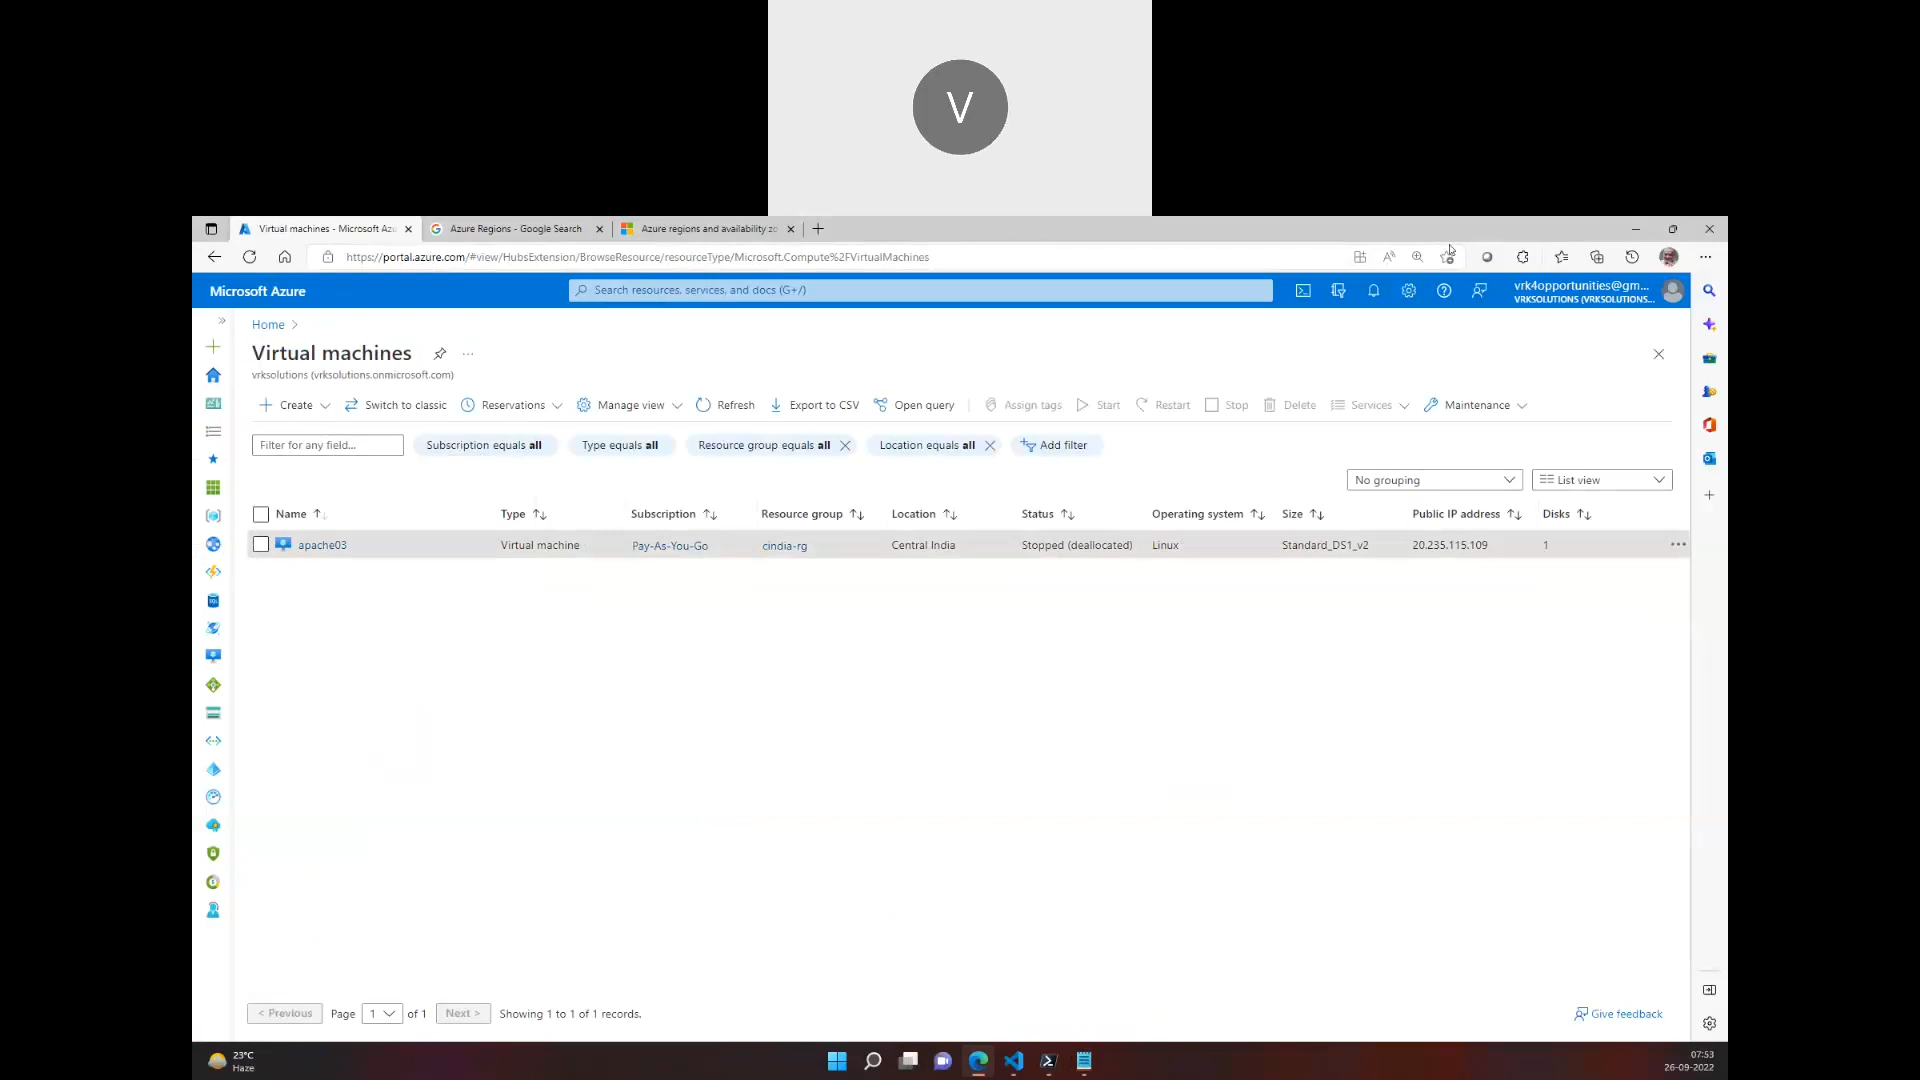 V
Virtual machines - Microsoft Azu
Azure Regions - Google Search
Azure regions and availability zo
https://portal.azure.com/#view/HubsExtension/BrowseResource/resourceType/Microsoft.Compute%2FVirtualMachines
Microsoft Azure
Search resources, services, and docs (G+/)
vrk4opportunities@gm...
VRKSOLUTIONS (VRKSOLUTIONS....
Home
Virtual machines
vrksolutions (vrksolutions.onmicrosoft.com)
Create Switch to classic Reservations Manage view Refresh Export to CSV Open query Assign tags Start Restart Stop Delete Services Maintenance
Filter for any field... Subscription equals all Type equals all Resource group equals all Location equals all Add filter
No grouping List view
Name Type Subscription Resource group Location Status Operating system Size Public IP address Disks
apache03 Virtual machine Pay-As-You-Go cindia-rg Central India Stopped (deallocated) Linux Standard_DS1_v2 20.235.115.109 1
< Previous Page 1 of 1 Next > Showing 1 to 1 of 1 records. Give feedback
23°C
Haze
07:53
26-09-2022